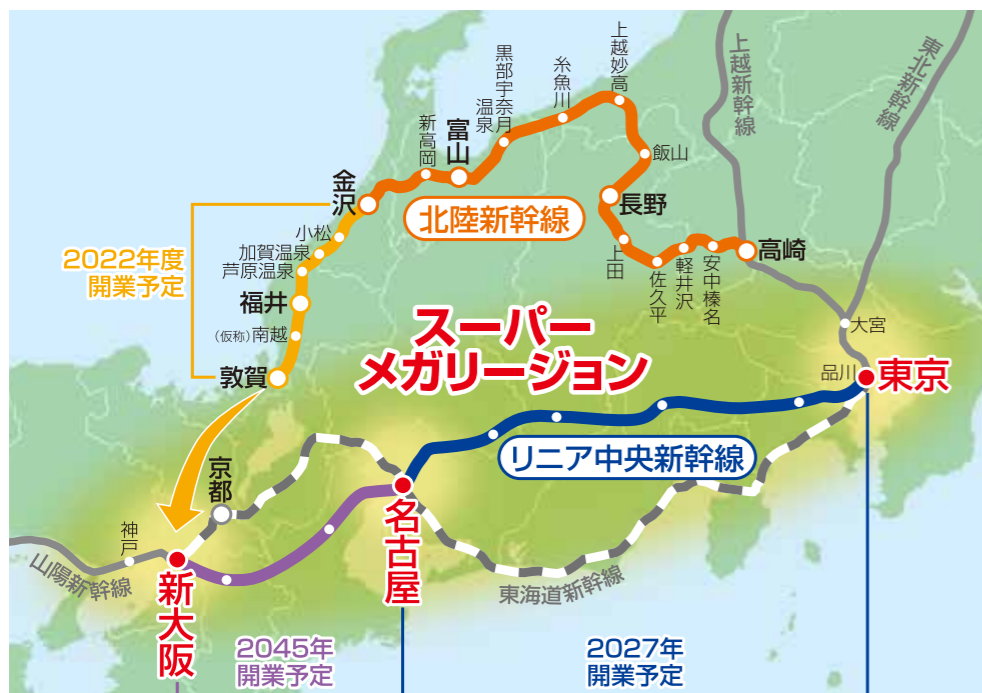 上越新幹線
東北新幹線
上越妙高
糸魚川
黒部宇奈月
温泉
富山
新高岡
金沢
飯山
長野
北陸新幹線
小松
加賀温泉
芦原温泉
福井
(仮称)南越
敦賀
2022年度
開業予定
上田
佐久平
軽井沢
安中榛名
高崎
大宮
品川
東京
スーパー
メガリージョン
リニア中央新幹線
京都
神戸
山陽新幹線
新大阪
名古屋
東海道新幹線
2045年
開業予定
2027年
開業予定